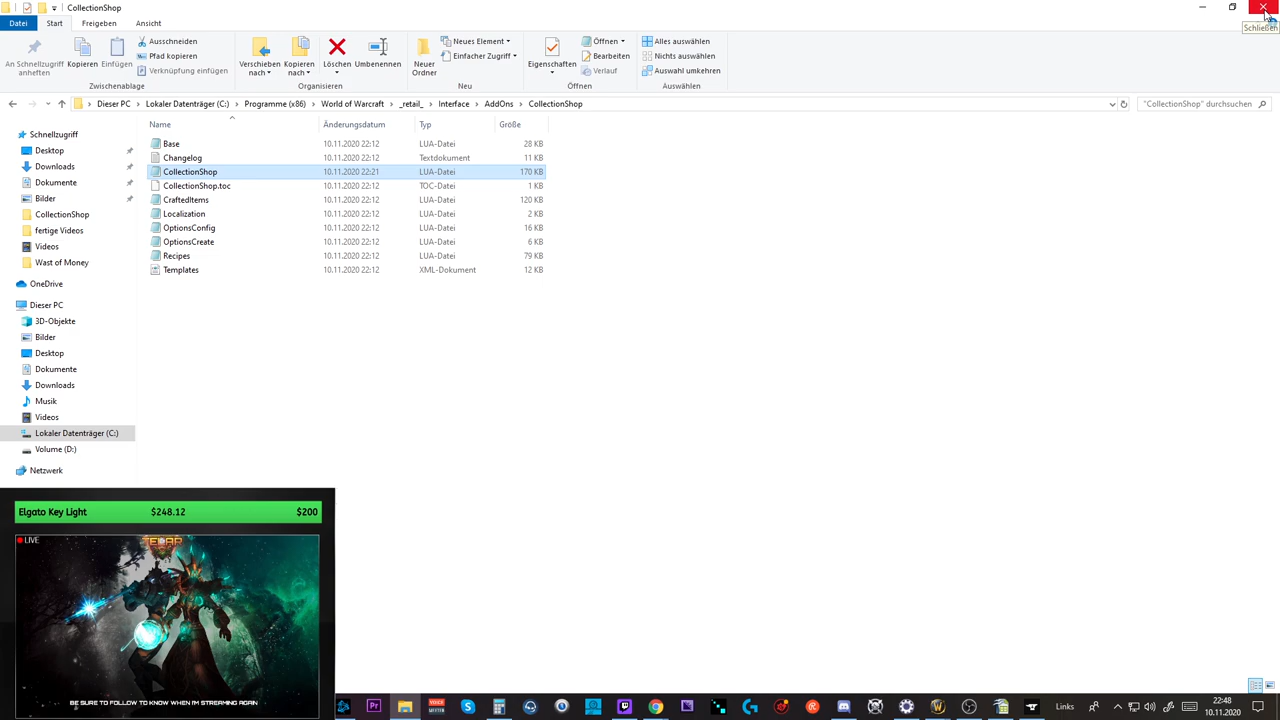 CollectionShop
Schließen
Datei Start Freigeben Ansicht
An Schnellzugriff anheften
Kopieren
Einfügen
Ausschneiden
Pfad kopieren
Verknüpfung einfügen
Zwischenablage
Verschieben nach
Kopieren nach
Löschen
Umbenennen
Organisieren
Neuer Ordner
Neues Element
Einfacher Zugriff
Neu
Eigenschaften
Öffnen
Bearbeiten
Verlauf
Öffnen
Alles auswählen
Nichts auswählen
Auswahl umkehren
Auswählen
Dieser PC Lokaler Datenträger (C:) Programme (x86) World of Warcraft _retail_ Interface AddOns CollectionShop
"CollectionShop" durchsuchen
Schnellzugriff
Desktop
Downloads
Dokumente
Bilder
CollectionShop
fertige Videos
Videos
Wast of Money
OneDrive
Dieser PC
3D-Objekte
Bilder
Desktop
Dokumente
Downloads
Musik
Videos
Lokaler Datenträger (C:)
Volume (D:)
Netzwerk
Name Änderungsdatum Typ Größe
Base 10.11.2020 22:12 LUA-Datei 28 KB
Changelog 10.11.2020 22:12 Textdokument 11 KB
CollectionShop 10.11.2020 22:21 LUA-Datei 170 KB
CollectionShop.toc 10.11.2020 22:12 TOC-Datei 1 KB
CraftedItems 10.11.2020 22:12 LUA-Datei 120 KB
Localization 10.11.2020 22:12 LUA-Datei 2 KB
OptionsConfig 10.11.2020 22:12 LUA-Datei 16 KB
OptionsCreate 10.11.2020 22:12 LUA-Datei 6 KB
Recipes 10.11.2020 22:12 LUA-Datei 79 KB
Templates 10.11.2020 22:12 XML-Dokument 12 KB
Elgato Key Light $248.12 $200
LIVE
BE SURE TO FOLLOW TO KNOW WHEN I'M STREAMING AGAIN
Links
22:48
10.11.2020